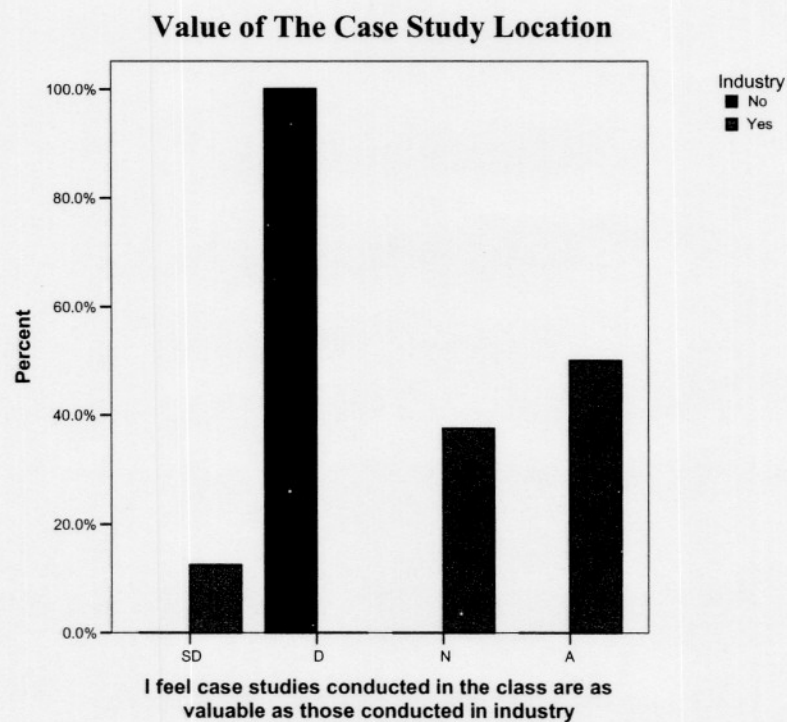 Value of The Case Study Location
Industry
No
Yes
100.0%
80.0%
60.0%
40.0%
20.0%
0.0%
Percent
SD
D
N
A
I feel case studies conducted in the class are as
valuable as those conducted in industry